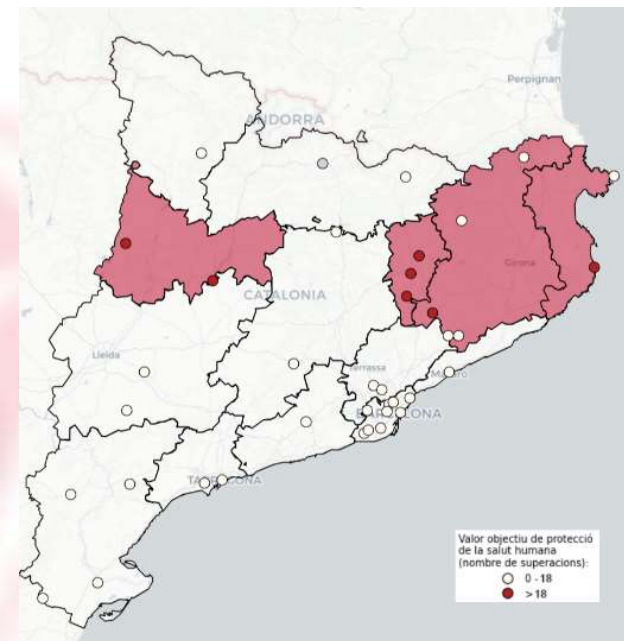 Perpignan
ANDORRA
Girona
CATALONIA
Lleida
Terrassa
BARCELONA
TARRAGONA
Valor objectiu de protecció
de la salut humana
(nombre de superacions):
0 - 18
>18